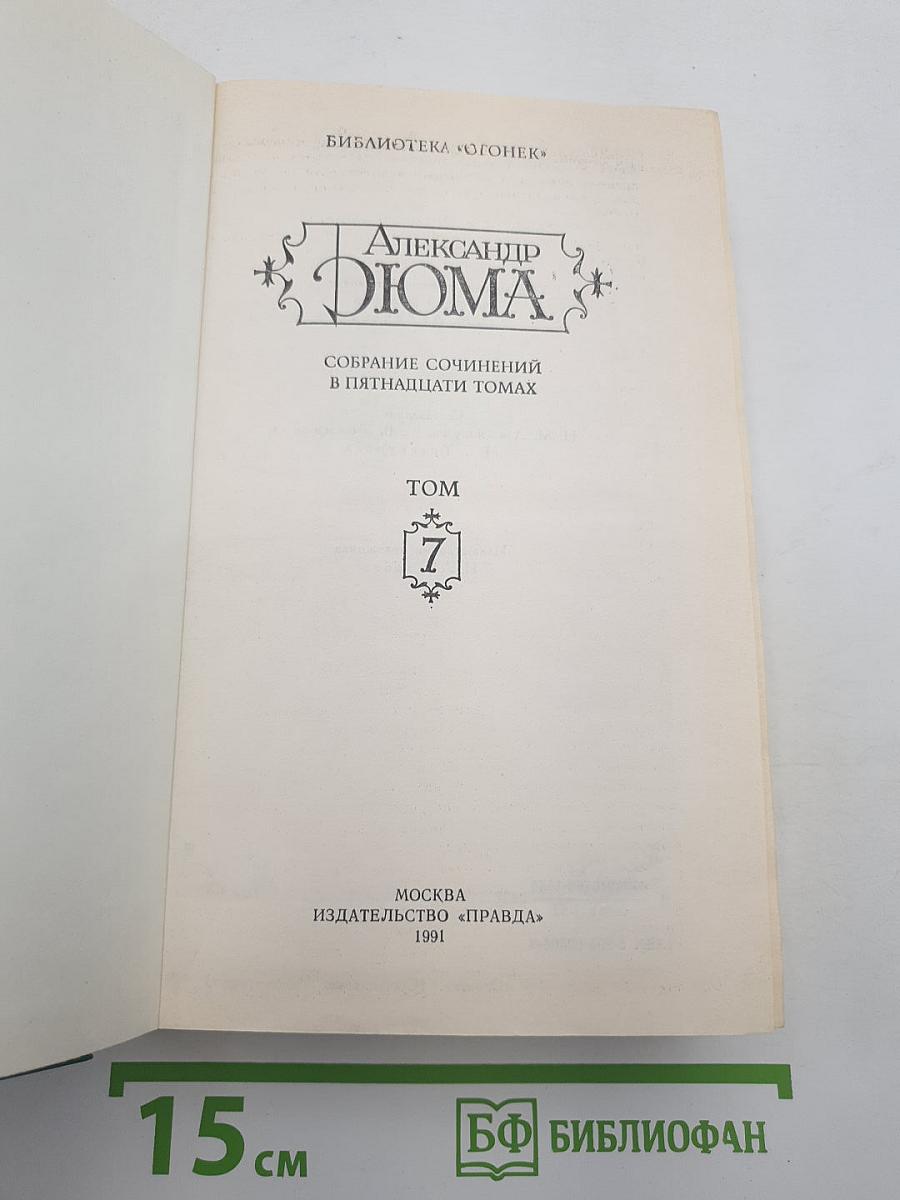 БИБЛИОТЕКА «ОГОНЕК»
АЛЕКСАНДР
ДЮМА
СОБРАНИЕ СОЧИНЕНИЙ
В ПЯТНАДЦАТИ ТОМАХ
ТОМ
7
МОСКВА
ИЗДАТЕЛЬСТВО «ПРАВДА»
1991
15 см
БФ БИБЛИОФАН